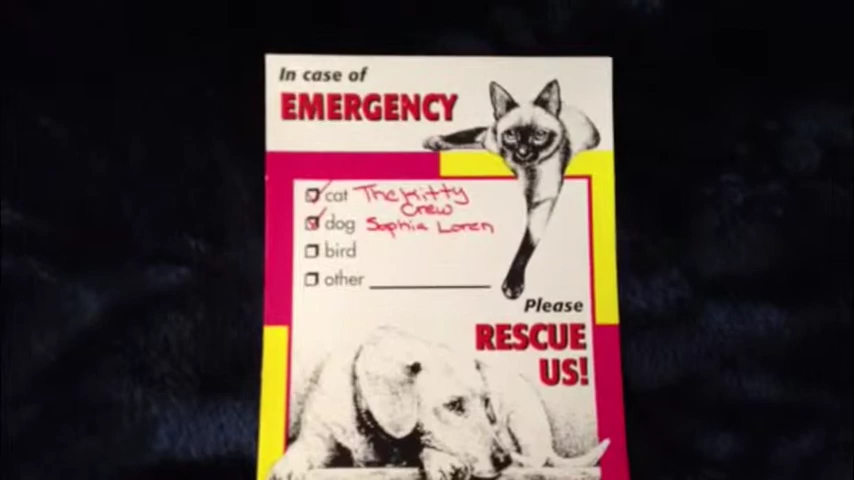 In case of
EMERGENCY
cat The Kitty
Crew
dog Sophia Loren
bird
other
Please
RESCUE
US!